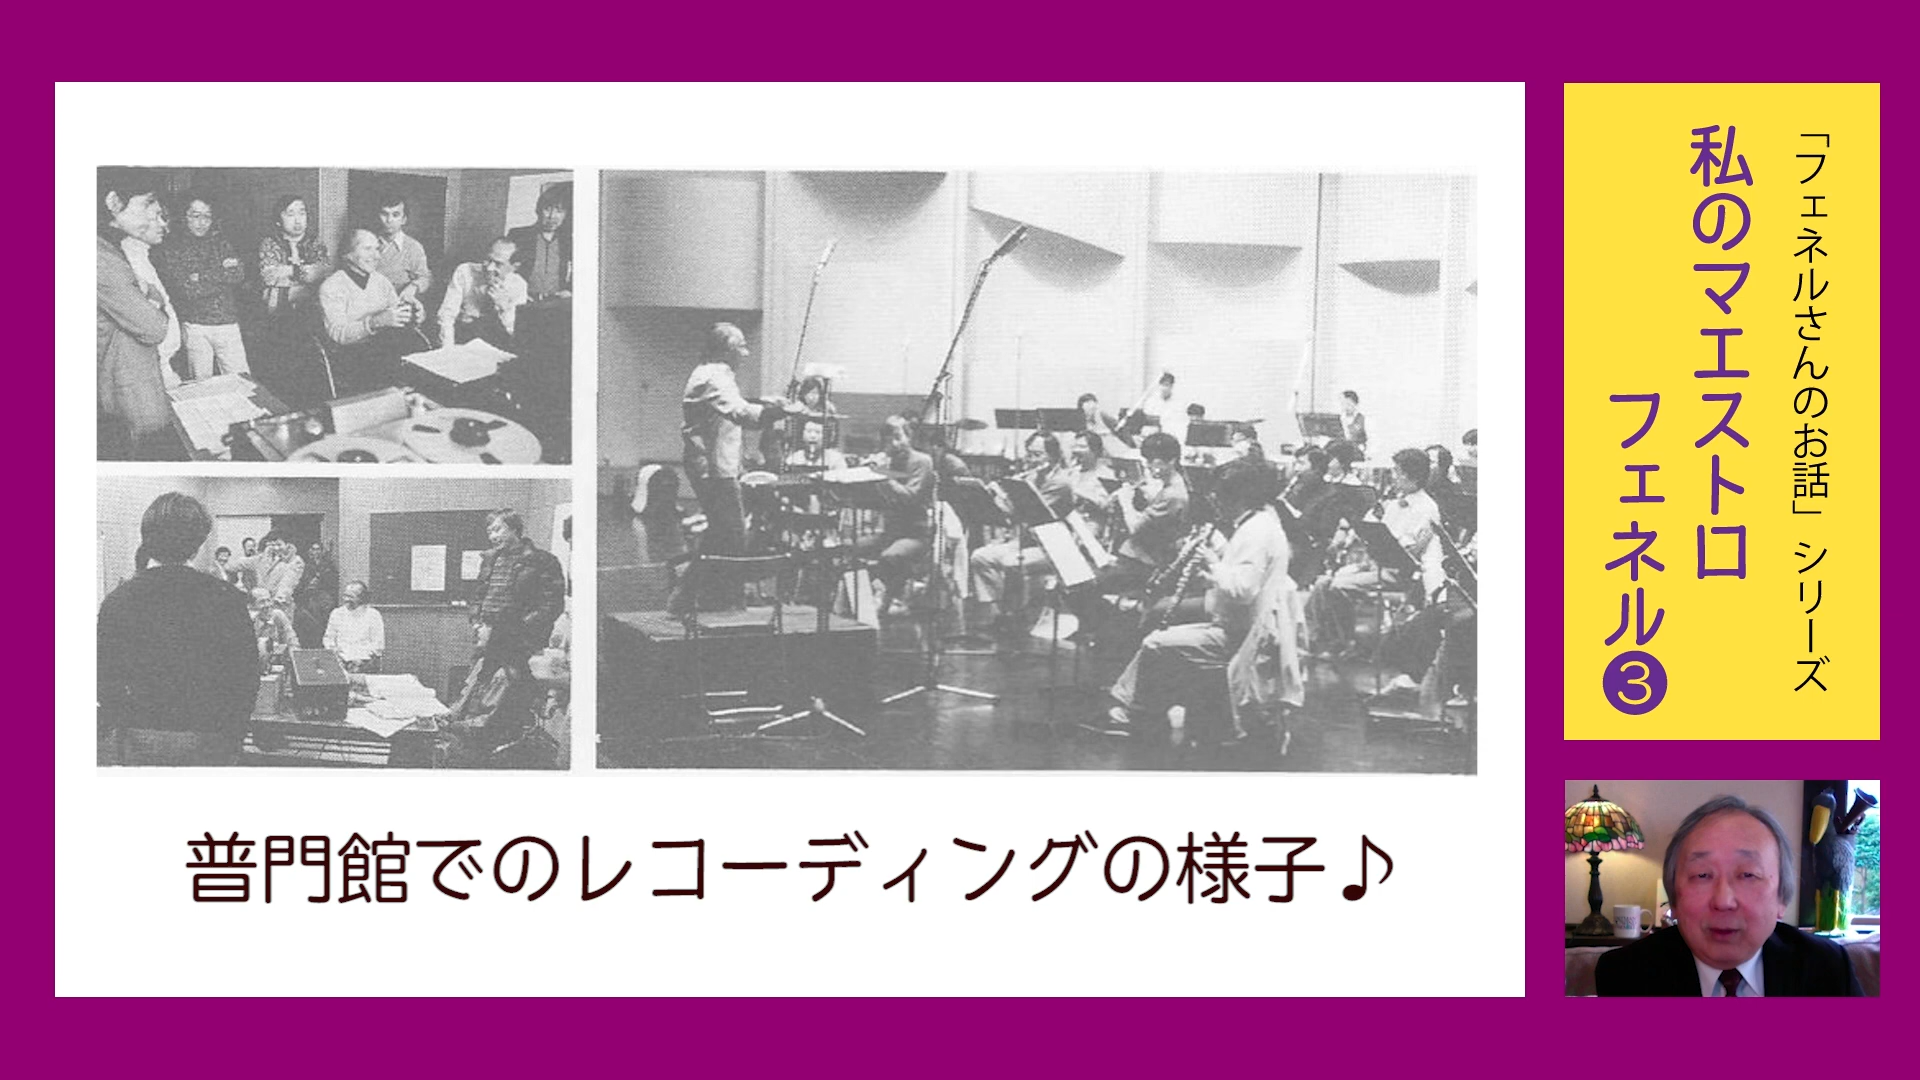 「フェネルさんのお話」シリーズ
私のマエストロ
フェネル❸
普門館でのレコーディングの様子♪